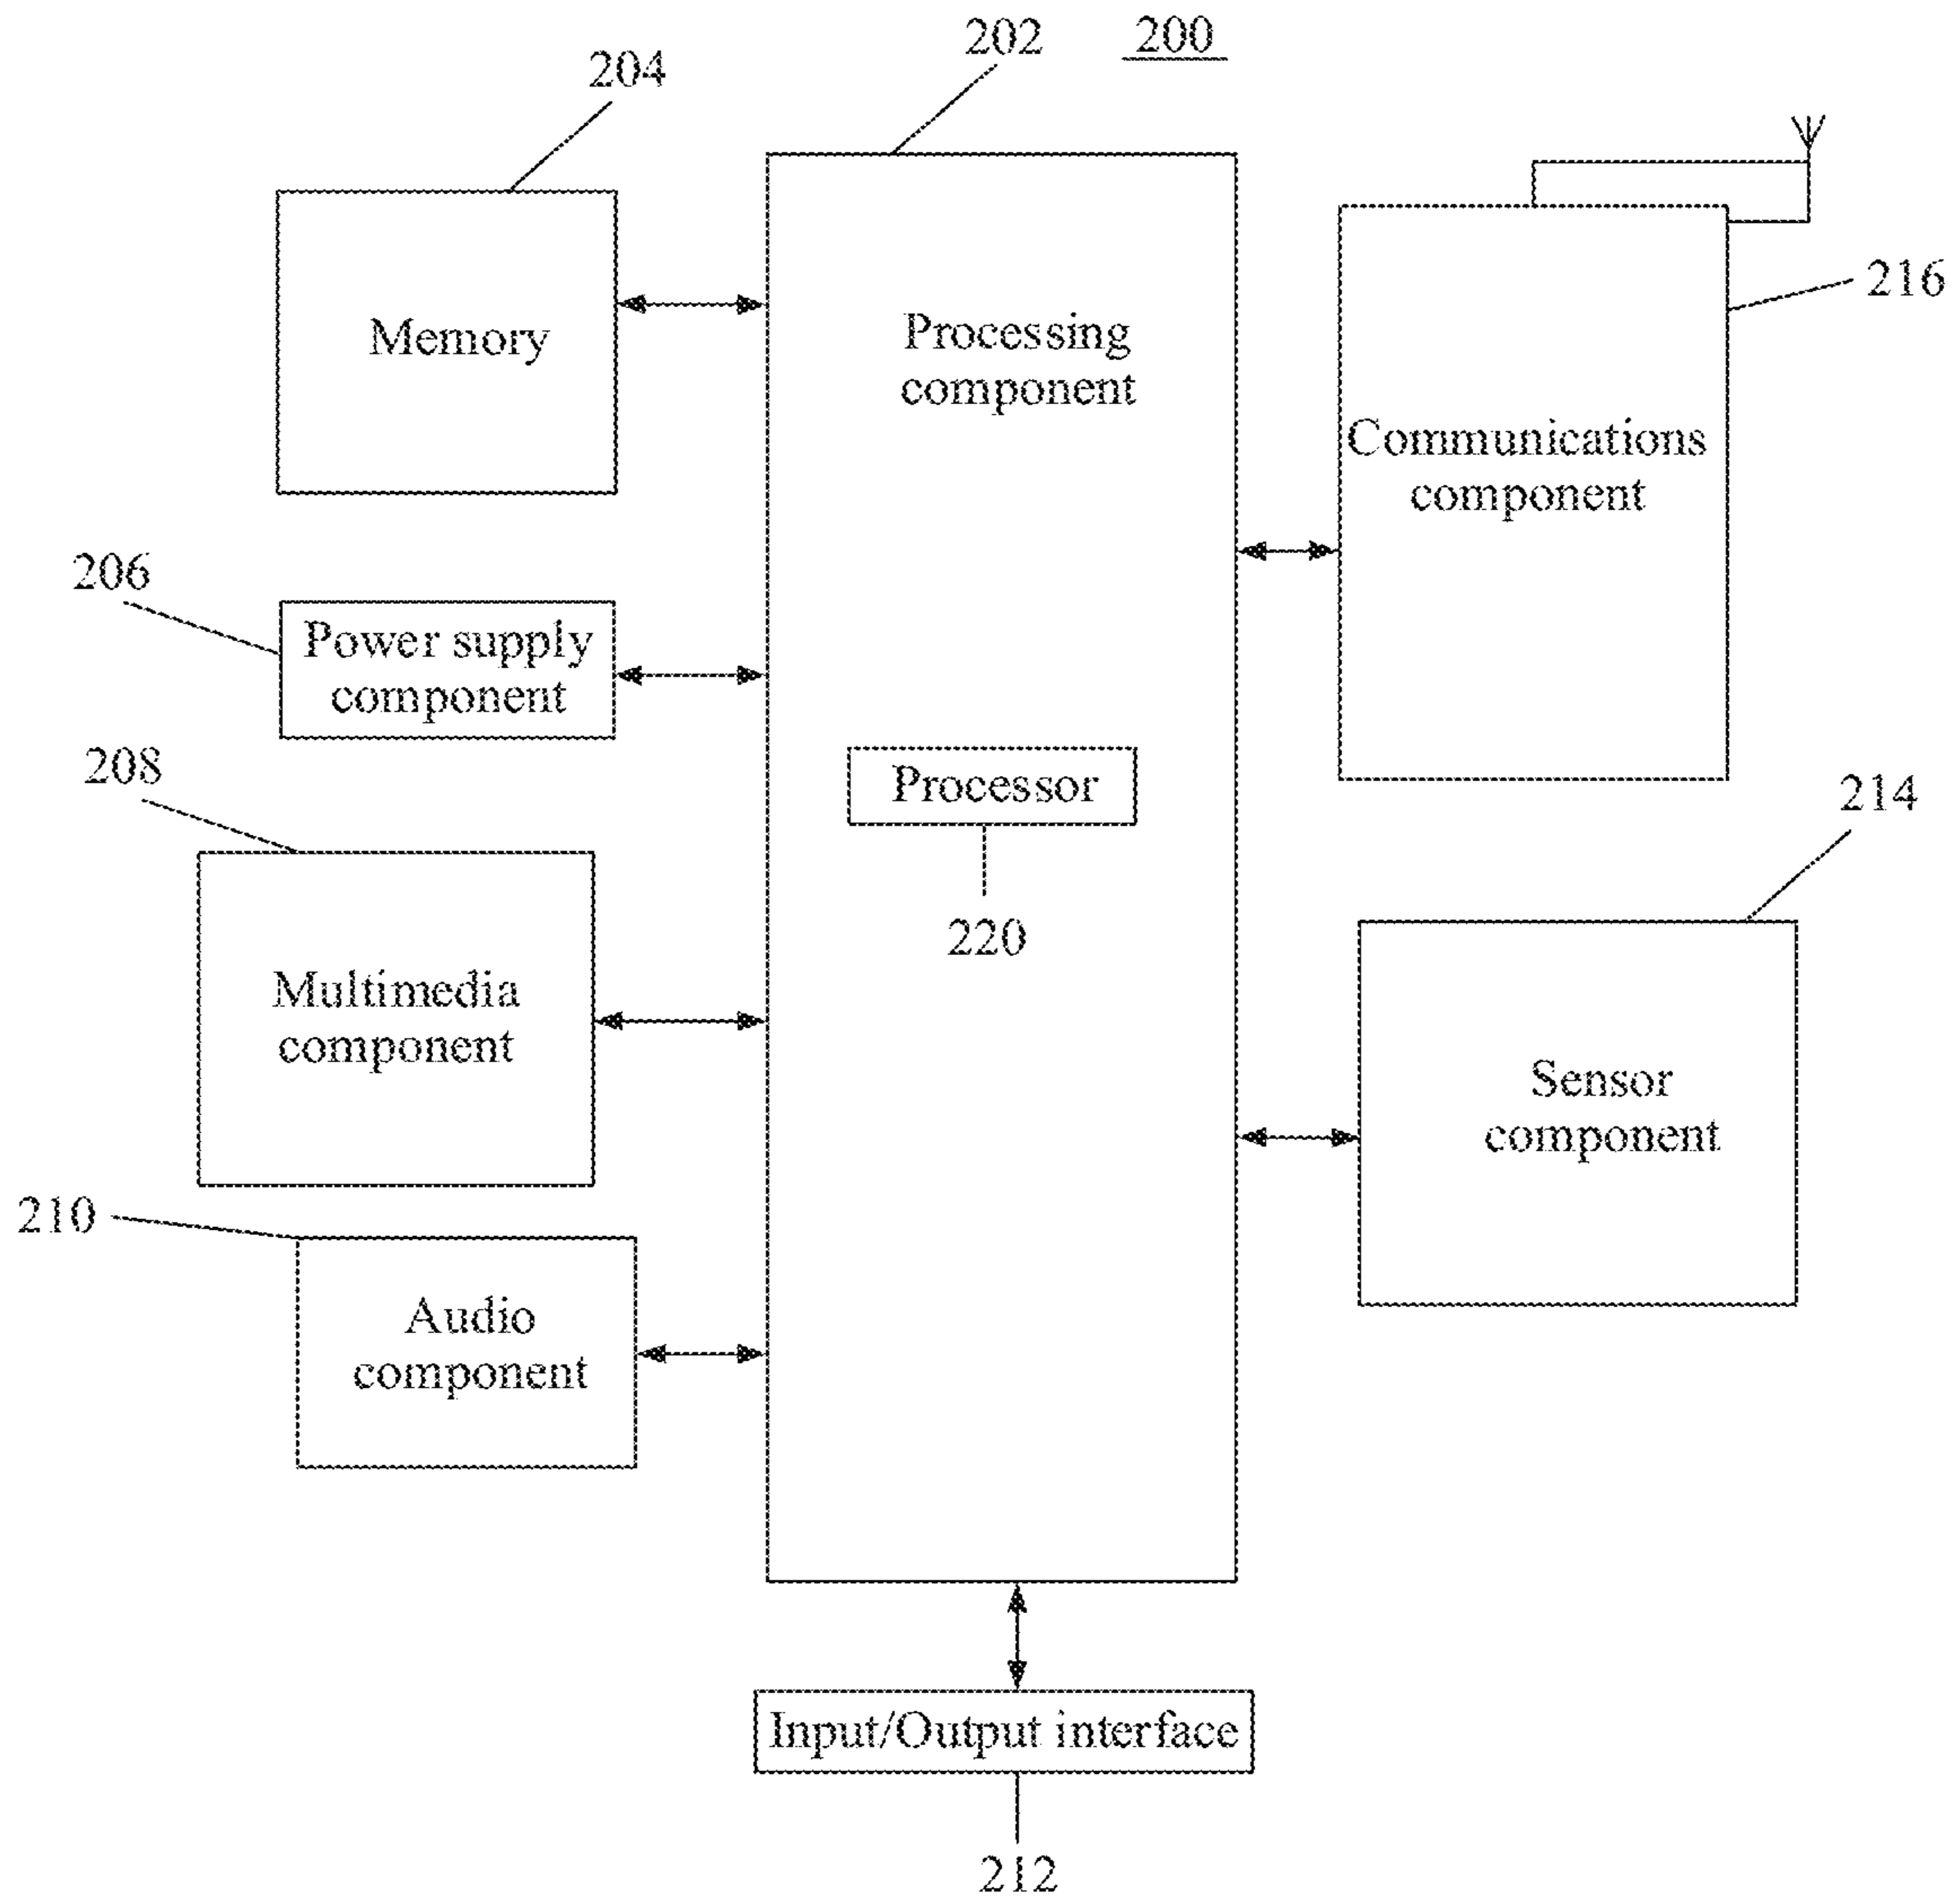 202
200
204
216
Memory
Processing
component
Communications
component
206
Power supply
component
208
Processor
214
220
Multimedia
component
Sensor
component
210
Audio
component
Input/Output interface
212